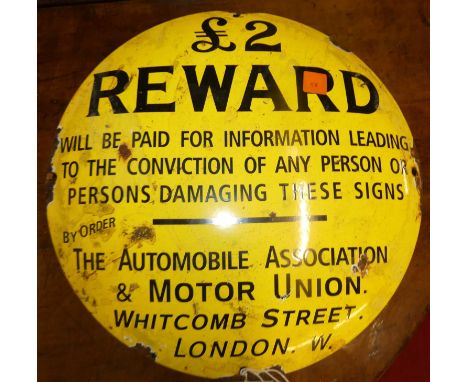 £2
REWARD
WILL BE PAID FOR INFORMATION LEADING
TO THE CONVICTION OF ANY PERSON OR
PERSONS DAMAGING THESE SIGNS
BY ORDER
THE AUTOMOBILE ASSOCIATION
& MOTOR UNION.
WHITCOMB STREET.
LONDON. W.